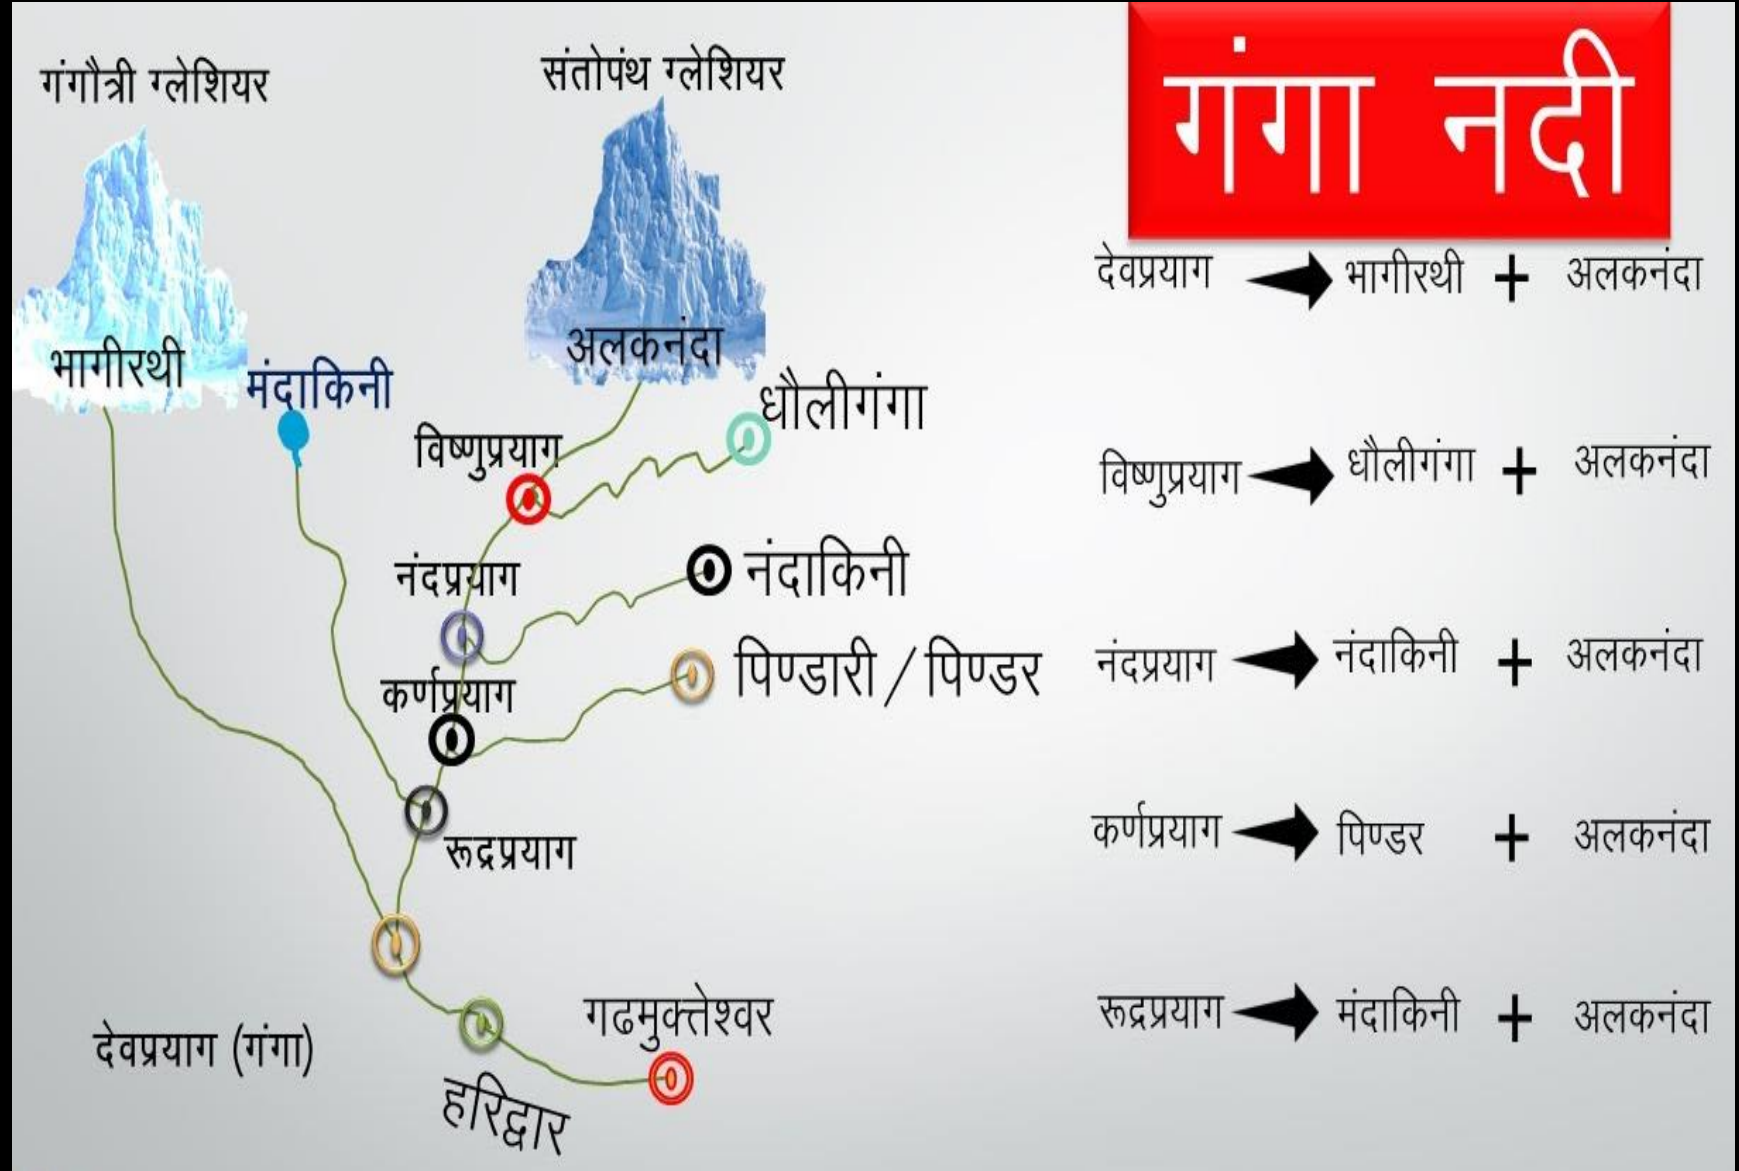 गंगा नदी
गंगौत्री ग्लेशियर
संतोपंथ ग्लेशियर
भागीरथी
मंदाकिनी
अलकनंदा
धौलीगंगा
विष्णुप्रयाग
नंदप्रयाग
नंदाकिनी
कर्णप्रयाग
पिण्डारी / पिण्डर
रूद्रप्रयाग
देवप्रयाग (गंगा)
हरिद्वार
गढमुक्तेश्वर
देवप्रयाग भागीरथी + अलकनंदा
विष्णुप्रयाग धौलीगंगा + अलकनंदा
नंदप्रयाग नंदाकिनी + अलकनंदा
कर्णप्रयाग पिण्डर + अलकनंदा
रूद्रप्रयाग मंदाकिनी + अलकनंदा